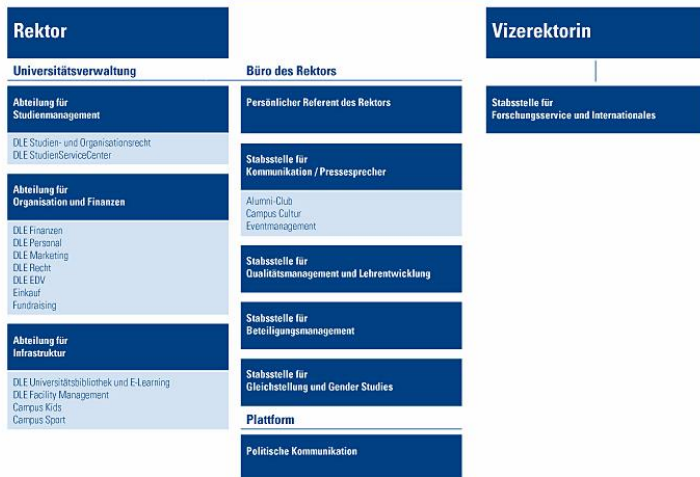 Rektor
Universitätsverwaltung
Abteilung für
Studienmanagement
DLE Studien- und Organisationsrecht
DLE StudienServiceCenter
Abteilung für
Organisation und Finanzen
DLE Finanzen
DLE Personal
DLE Marketing
DLE Recht
DLE EDV
Einkauf
Fundraising
Abteilung für
Infrastruktur
DLE Universitätsbibliothek und E-Learning
DLE Facility Management
Campus Kids
Campus Sport
Büro des Rektors
Persönlicher Referent des Rektors
Stabsstelle für
Kommunikation / Pressesprecher
Alumni-Club
Campus Cultur
Eventmanagement
Stabsstelle für
Qualitätsmanagement und Lehrentwicklung
Stabsstelle für
Beteiligungsmanagement
Stabsstelle für
Gleichstellung und Gender Studies
Plattform
Politische Kommunikation
Vizerektorin
Stabsstelle für
Forschungsservice und Internationales